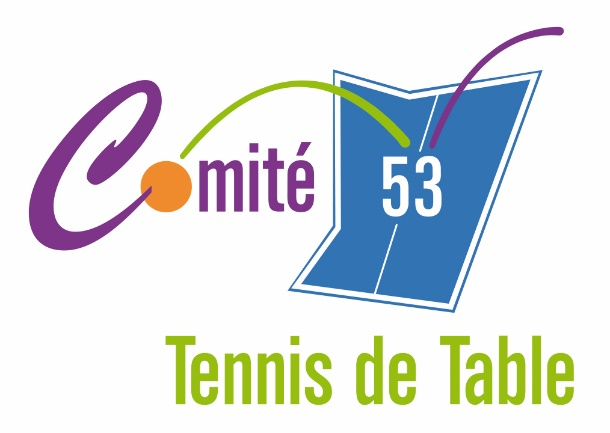 Comité 53
Tennis de Table